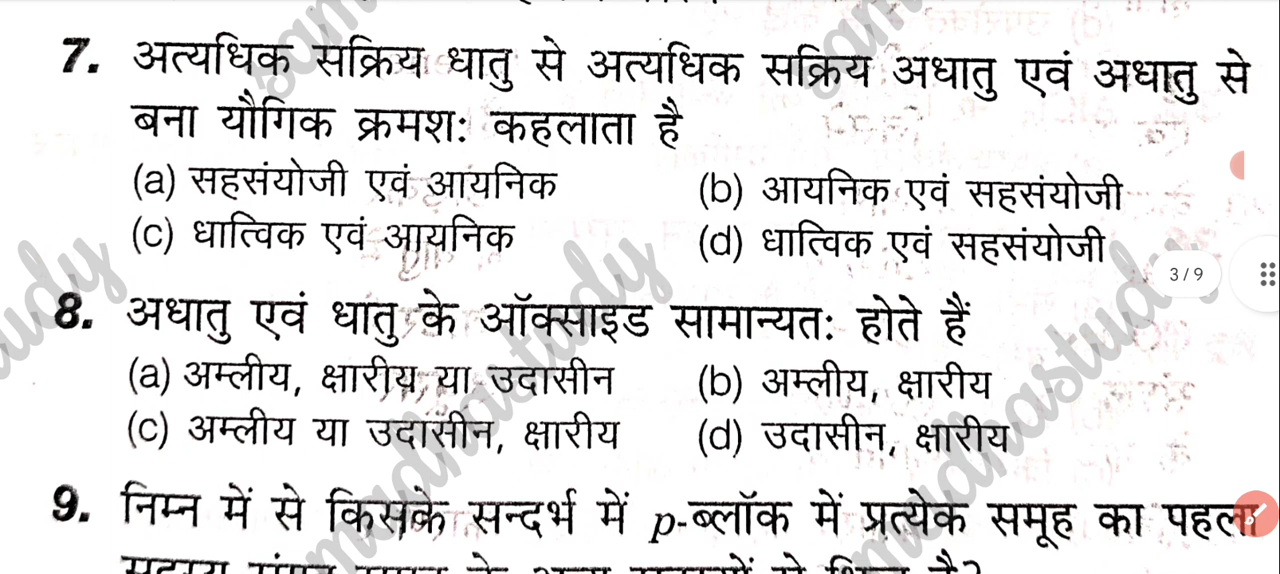 7. अत्यधिक सक्रिय धातु से अत्यधिक सक्रिय अधातु एवं अधातु से
बना यौगिक क्रमशः कहलाता है
(a) सहसंयोजी एवं आयनिक (b) आयनिक एवं सहसंयोजी
(c) धात्विक एवं आयनिक (d) धात्विक एवं सहसंयोजी
3/9
8. अधातु एवं धातु के ऑक्साइड सामान्यतः होते हैं
(a) अम्लीय, क्षारीय या उदासीन (b) अम्लीय, क्षारीय
(c) अम्लीय या उदासीन, क्षारीय (d) उदासीन, क्षारीय
9. निम्न में से किसके सन्दर्भ में p-ब्लॉक में प्रत्येक समूह का पहला